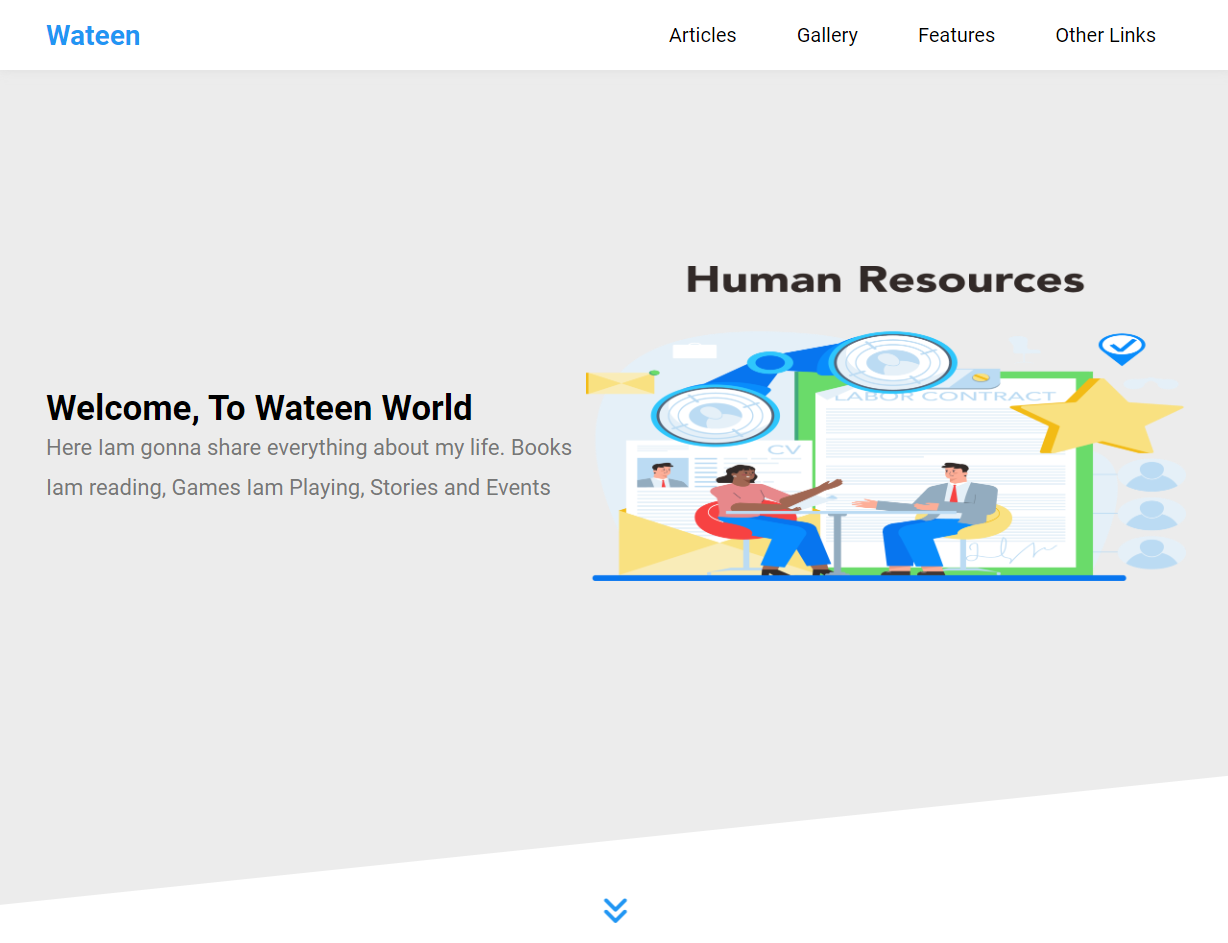 Wateen
Articles
Gallery
Features
Other Links
Human Resources
LABOR CONTRACT
CV
Welcome, To Wateen World
Here Iam gonna share everything about my life. Books
Iam reading, Games Iam Playing, Stories and Events